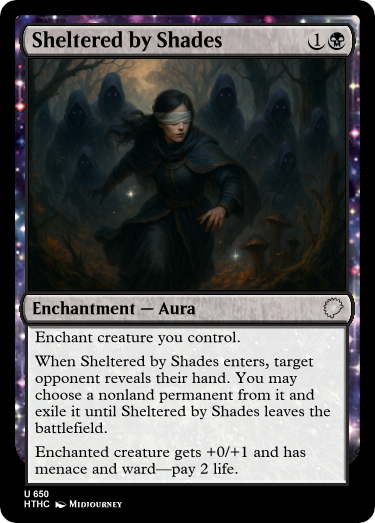 Sheltered by Shades 1
Enchantment — Aura
Enchant creature you control.
When Sheltered by Shades enters, target
opponent reveals their hand. You may
choose a nonland permanent from it and
exile it until Sheltered by Shades leaves the
battlefield.
Enchanted creature gets +0/+1 and has
menace and ward—pay 2 life.
U 650
HTHC MIDJOURNEY